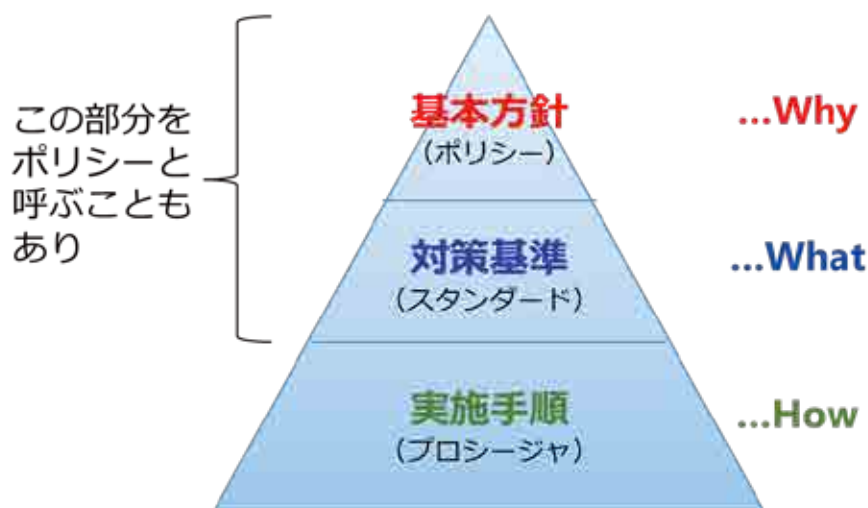 この部分を
ポリシーと
呼ぶことも
あり
基本方針
(ポリシー)
...Why
対策基準
(スタンダード)
...What
実施手順
(プロシージャ)
...How